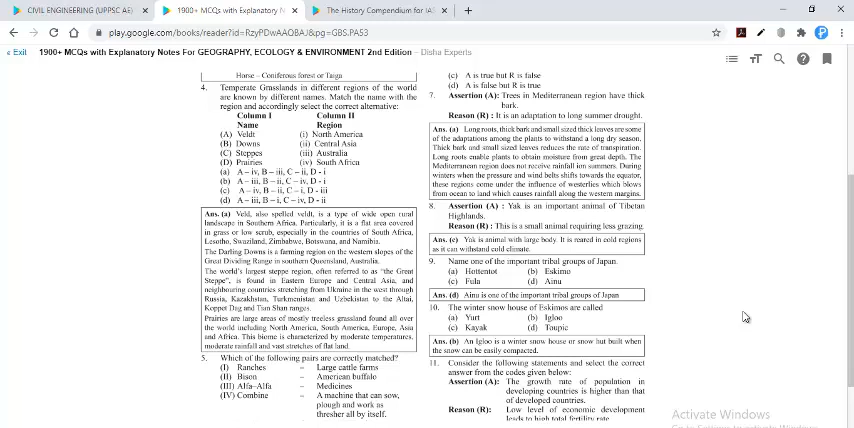 CIVIL ENGINEERING (UPPSC AE)
1900+ MCQs with Explanatory N
The History Compendium for IAS
play.google.com/books/reader?id=RzyPDwAAQBAJ&pg=GBS.PA53
« Exit 1900+ MCQs with Explanatory Notes For GEOGRAPHY, ECOLOGY & ENVIRONMENT 2nd Edition – Disha Experts
Horse – Coniferous forest or Taiga
4. Temperate Grasslands in different regions of the world
are known by different names. Match the name with the
region and accordingly select the correct alternative:
Column I Column II
Name Region
(A) Veldt (i) North America
(B) Downs (ii) Central Asia
(C) Steppes (iii) Australia
(D) Prairies (iv) South Africa
(a) A – iv, B – iii, C – ii, D - i
(b) A – iii, B – ii, C – iv, D - i
(c) A – iv, B – ii, C – i, D - iii
(d) A – iii, B – i, C – iv, D - ii
Ans. (a) Veld, also spelled veldt, is a type of wide open rural
landscape in Southern Africa. Particularly, it is a flat area covered
in grass or low scrub, especially in the countries of South Africa,
Lesotho, Swaziland, Zimbabwe, Botswana, and Namibia.
The Darling Downs is a farming region on the western slopes of the
Great Dividing Range in southern Queensland, Australia.
The world's largest steppe region, often referred to as "the Great
Steppe", is found in Eastern Europe and Central Asia, and
neighbouring countries stretching from Ukraine in the west through
Russia, Kazakhstan, Turkmenistan and Uzbekistan to the Altai,
Koppet Dag and Tian Shan ranges.
Prairies are large areas of mostly treeless grassland found all over
the world including North America, South America, Europe, Asia
and Africa. This biome is characterized by moderate temperatures,
moderate rainfall and vast stretches of flat land.
5. Which of the following pairs are correctly matched?
(I) Ranches – Large cattle farms
(II) Bison – American buffalo
(III) Alfa–Alfa – Medicines
(IV) Combine – A machine that can sow,
plough and work as
thresher all by itself.
(c) A is true but R is false
(d) A is false but R is true
7. Assertion (A): Trees in Mediterranean region have thick
bark.
Reason (R) : It is an adaptation to long summer drought.
Ans. (a) Long roots, thick bark and small sized thick leaves are some
of the adaptations among the plants to withstand a long dry season.
Thick bark and small sized leaves reduces the rate of transpiration.
Long roots enable plants to obtain moisture from great depth. The
Mediterranean region does not receive rainfall ion summers. During
winters when the pressure and wind belts shifts towards the equator,
these regions come under the influence of westerlies which blows
from ocean to land which causes rainfall along the western margins.
8. Assertion (A) : Yak is an important animal of Tibetan
Highlands.
Reason (R) : This is a small animal requiring less grazing.
Ans. (c) Yak is animal with large body. It is reared in cold regions
as it can withstand cold climate.
9. Name one of the important tribal groups of Japan.
(a) Hottentot (b) Eskimo
(c) Fula (d) Ainu
Ans. (d) Ainu is one of the important tribal groups of Japan
10. The winter snow house of Eskimos are called
(a) Yurt (b) Igloo
(c) Kayak (d) Toupic
Ans. (b) An Igloo is a winter snow house or snow hut built when
the snow can be easily compacted.
11. Consider the following statements and select the correct
answer from the codes given below:
Assertion (A): The growth rate of population in
developing countries is higher than that
of developed countries.
Reason (R): Low level of economic development
leads to high total fertility rate
Activate Windows